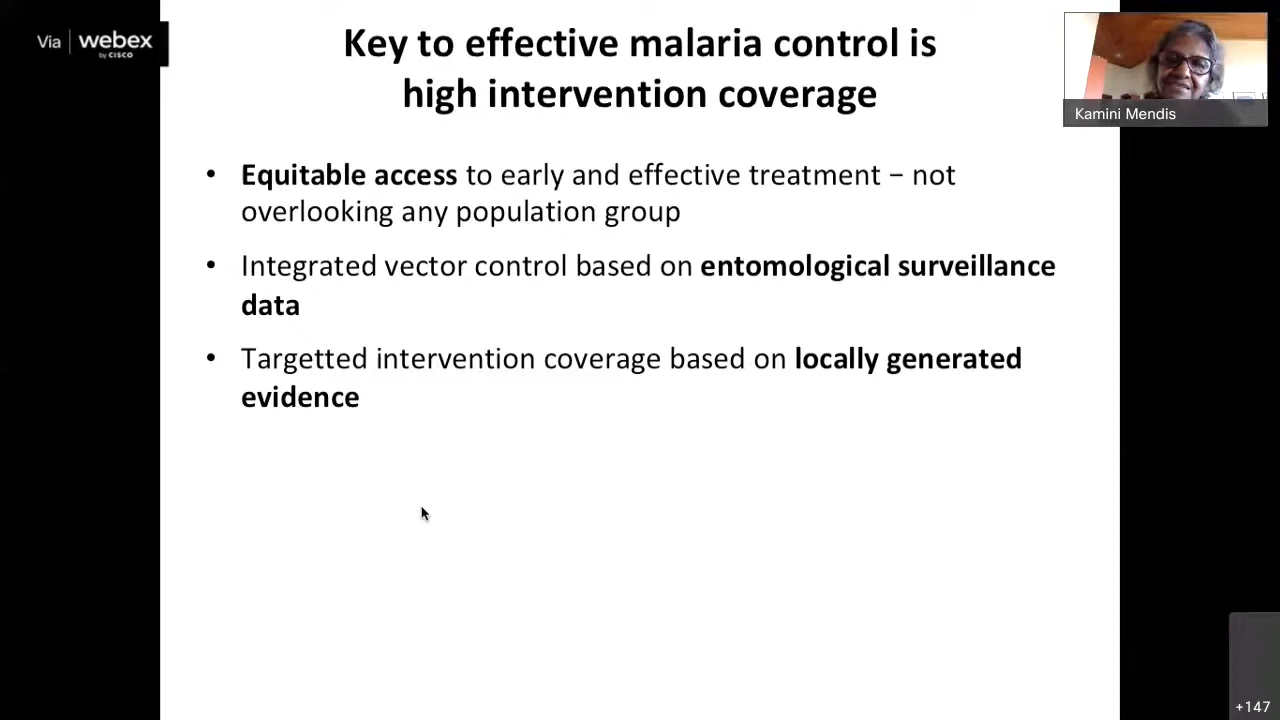 Via | webex
by CISCO
Key to effective malaria control is
high intervention coverage
Kamini Mendis
• Equitable access to early and effective treatment – not
overlooking any population group
• Integrated vector control based on entomological surveillance
data
• Targetted intervention coverage based on locally generated
evidence
+147